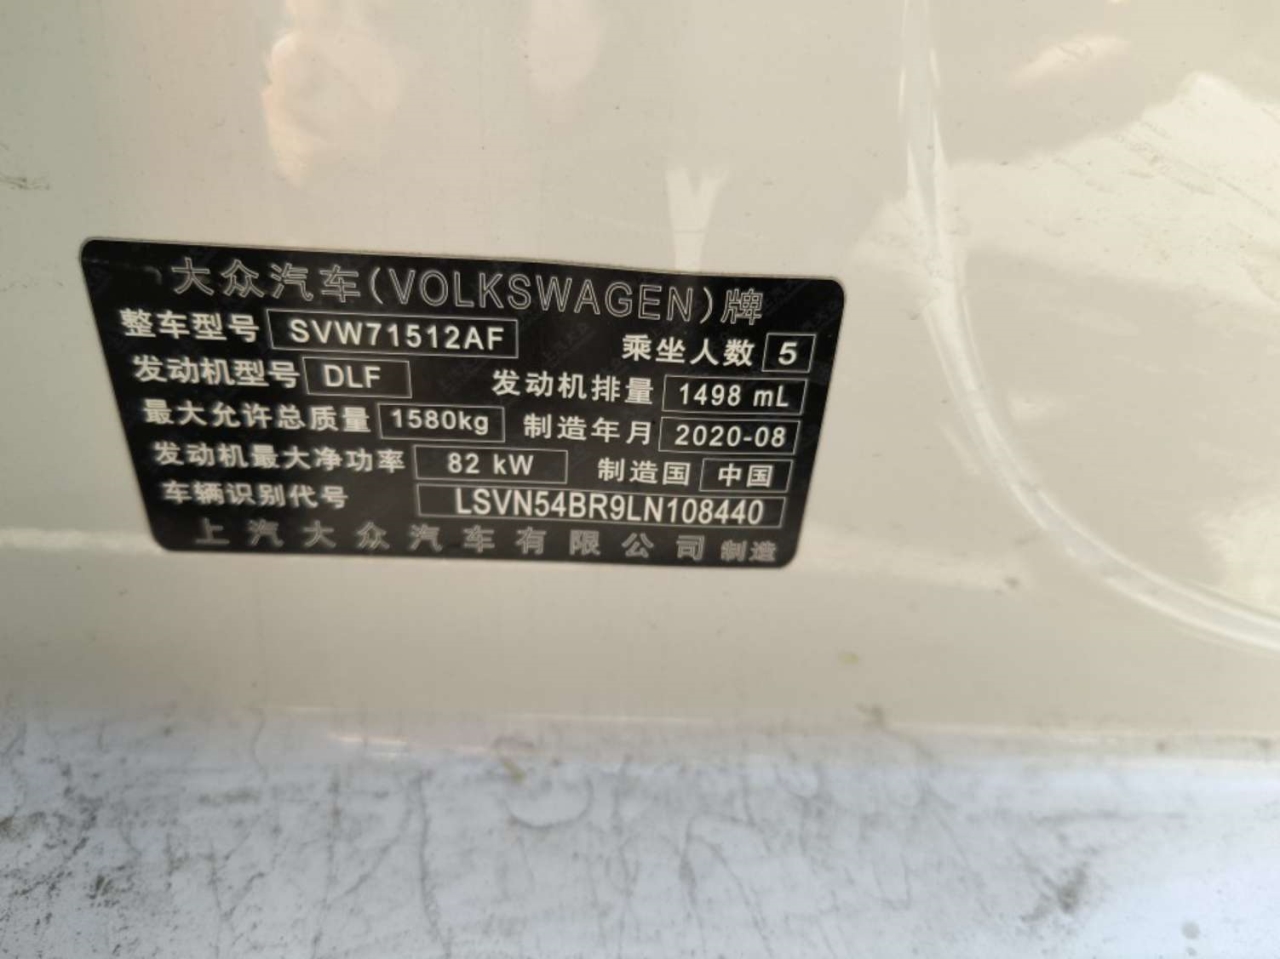 大众汽车(VOLKSWAGEN)牌
整车型号 SVW71512AF 乘坐人数 5
发动机型号 DLF 发动机排量 1498 mL
最大允许总质量 1580kg 制造年月 2020-08
发动机最大净功率 82 kW 制造国 中国
车辆识别代号 LSVN54BR9LN108440
上汽大众汽车有限公司 制造